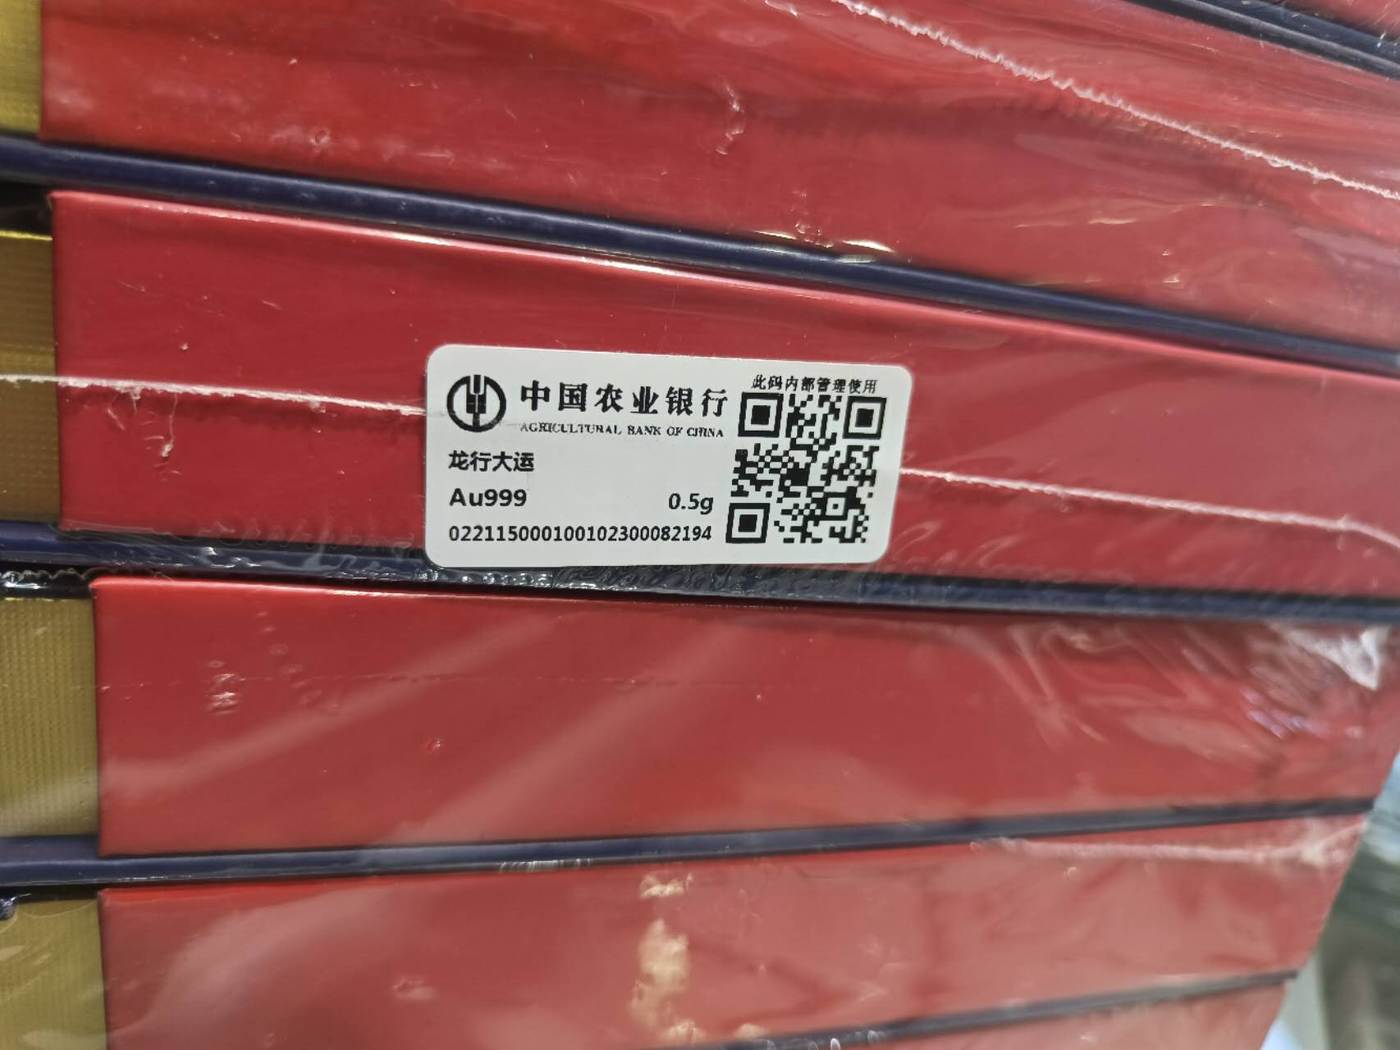 此码内部管理使用
中国农业银行
AGRICULTURAL BANK OF CHINA
龙行大运
Au999
0.5g
022115000100102300082194